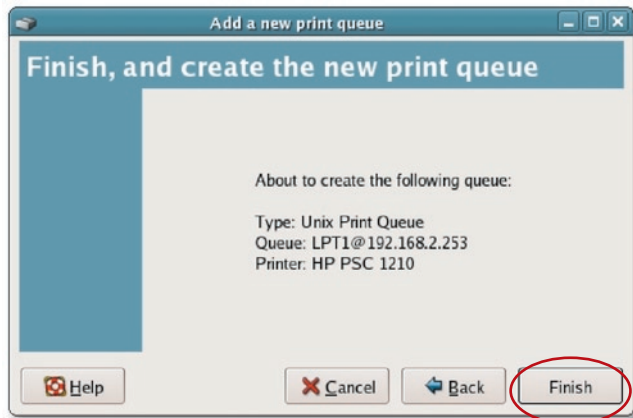 Add a new print queue
Finish, and create the new print queue
About to create the following queue:
Type: Unix Print Queue
Queue: LPT1@192.168.2.253
Printer: HP PSC 1210
Help
Cancel
Back
Finish